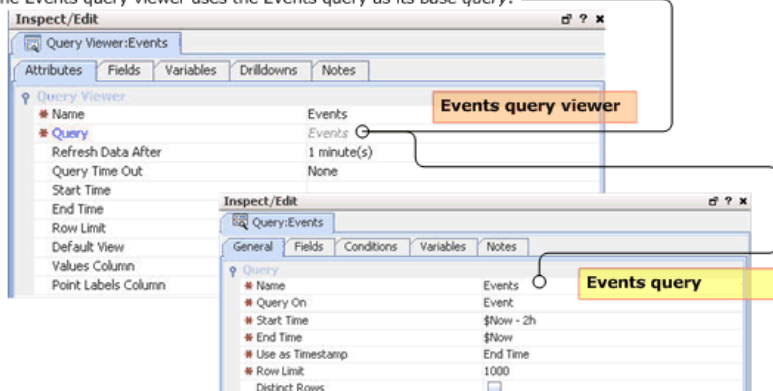 The Events query viewer uses the Events query as its base query.
Inspect/Edit
Query Viewer:Events
Attributes Fields Variables Drilldowns Notes
Query Viewer
Name Events
Query Events
Refresh Data After 1 minute(s)
Query Time Out None
Start Time
End Time
Row Limit
Default View
Values Column
Point Labels Column
Events query viewer
Inspect/Edit
Query:Events
General Fields Conditions Variables Notes
Query
Name Events
Query On Event
Start Time $Now - 2h
End Time $Now
Use as Timestamp End Time
Row Limit 1000
Distinct Rows
Events query